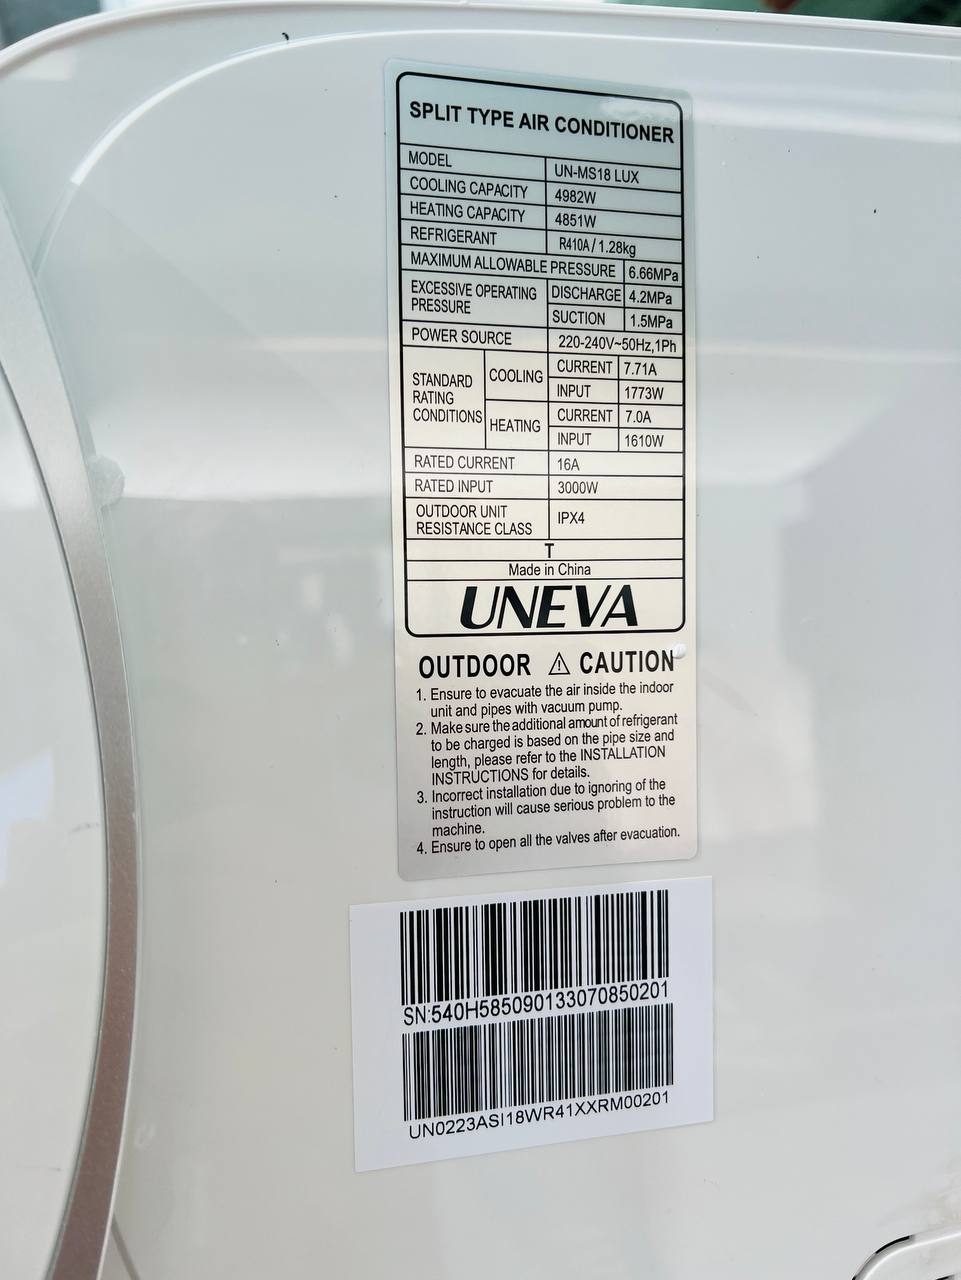 SPLIT TYPE AIR CONDITIONER
MODEL UN-MS18 LUX
COOLING CAPACITY 4982W
HEATING CAPACITY 4851W
REFRIGERANT R410A / 1.28kg
MAXIMUM ALLOWABLE PRESSURE 6.66MPa
EXCESSIVE OPERATING PRESSURE DISCHARGE 4.2MPa
SUCTION 1.5MPa
POWER SOURCE 220-240V~50Hz,1Ph
STANDARD RATING CONDITIONS COOLING CURRENT 7.71A
INPUT 1773W
HEATING CURRENT 7.0A
INPUT 1610W
RATED CURRENT 16A
RATED INPUT 3000W
OUTDOOR UNIT RESISTANCE CLASS IPX4
T
Made in China
UNEVA
OUTDOOR ⚠ CAUTION
1. Ensure to evacuate the air inside the indoor
unit and pipes with vacuum pump.
2. Make sure the additional amount of refrigerant
to be charged is based on the pipe size and
length, please refer to the INSTALLATION
INSTRUCTIONS for details.
3. Incorrect installation due to ignoring of the
instruction will cause serious problem to the
machine.
4. Ensure to open all the valves after evacuation.
SN:540H585090133070850201
UN0223ASI18WR41XXRM00201